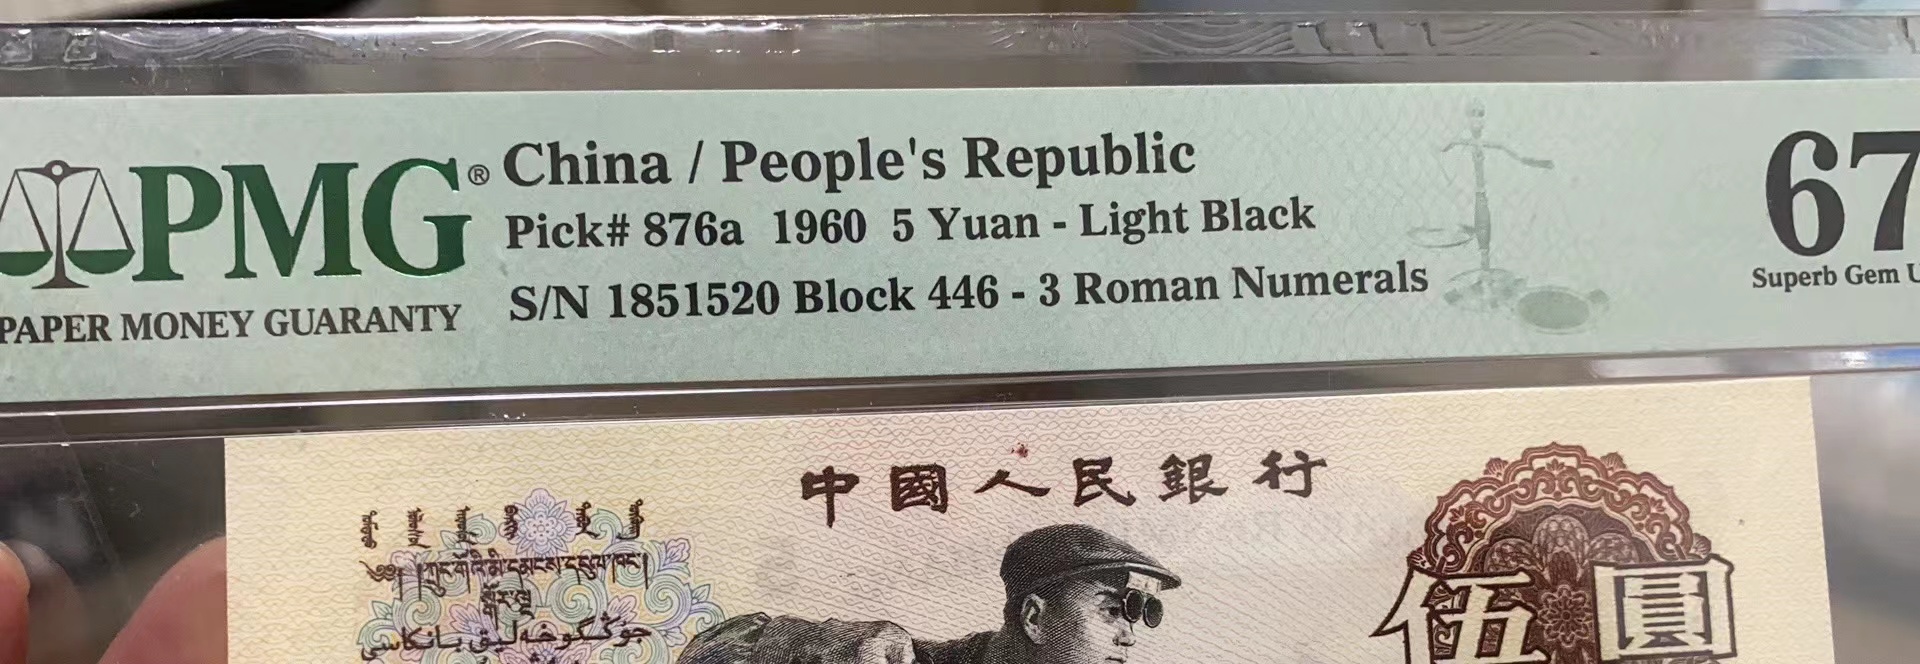 PMG®
PAPER MONEY GUARANTY
China / People's Republic
Pick# 876a 1960 5 Yuan - Light Black
S/N 1851520 Block 446 - 3 Roman Numerals
67
Superb Gem U
中國人民銀行
伍圓